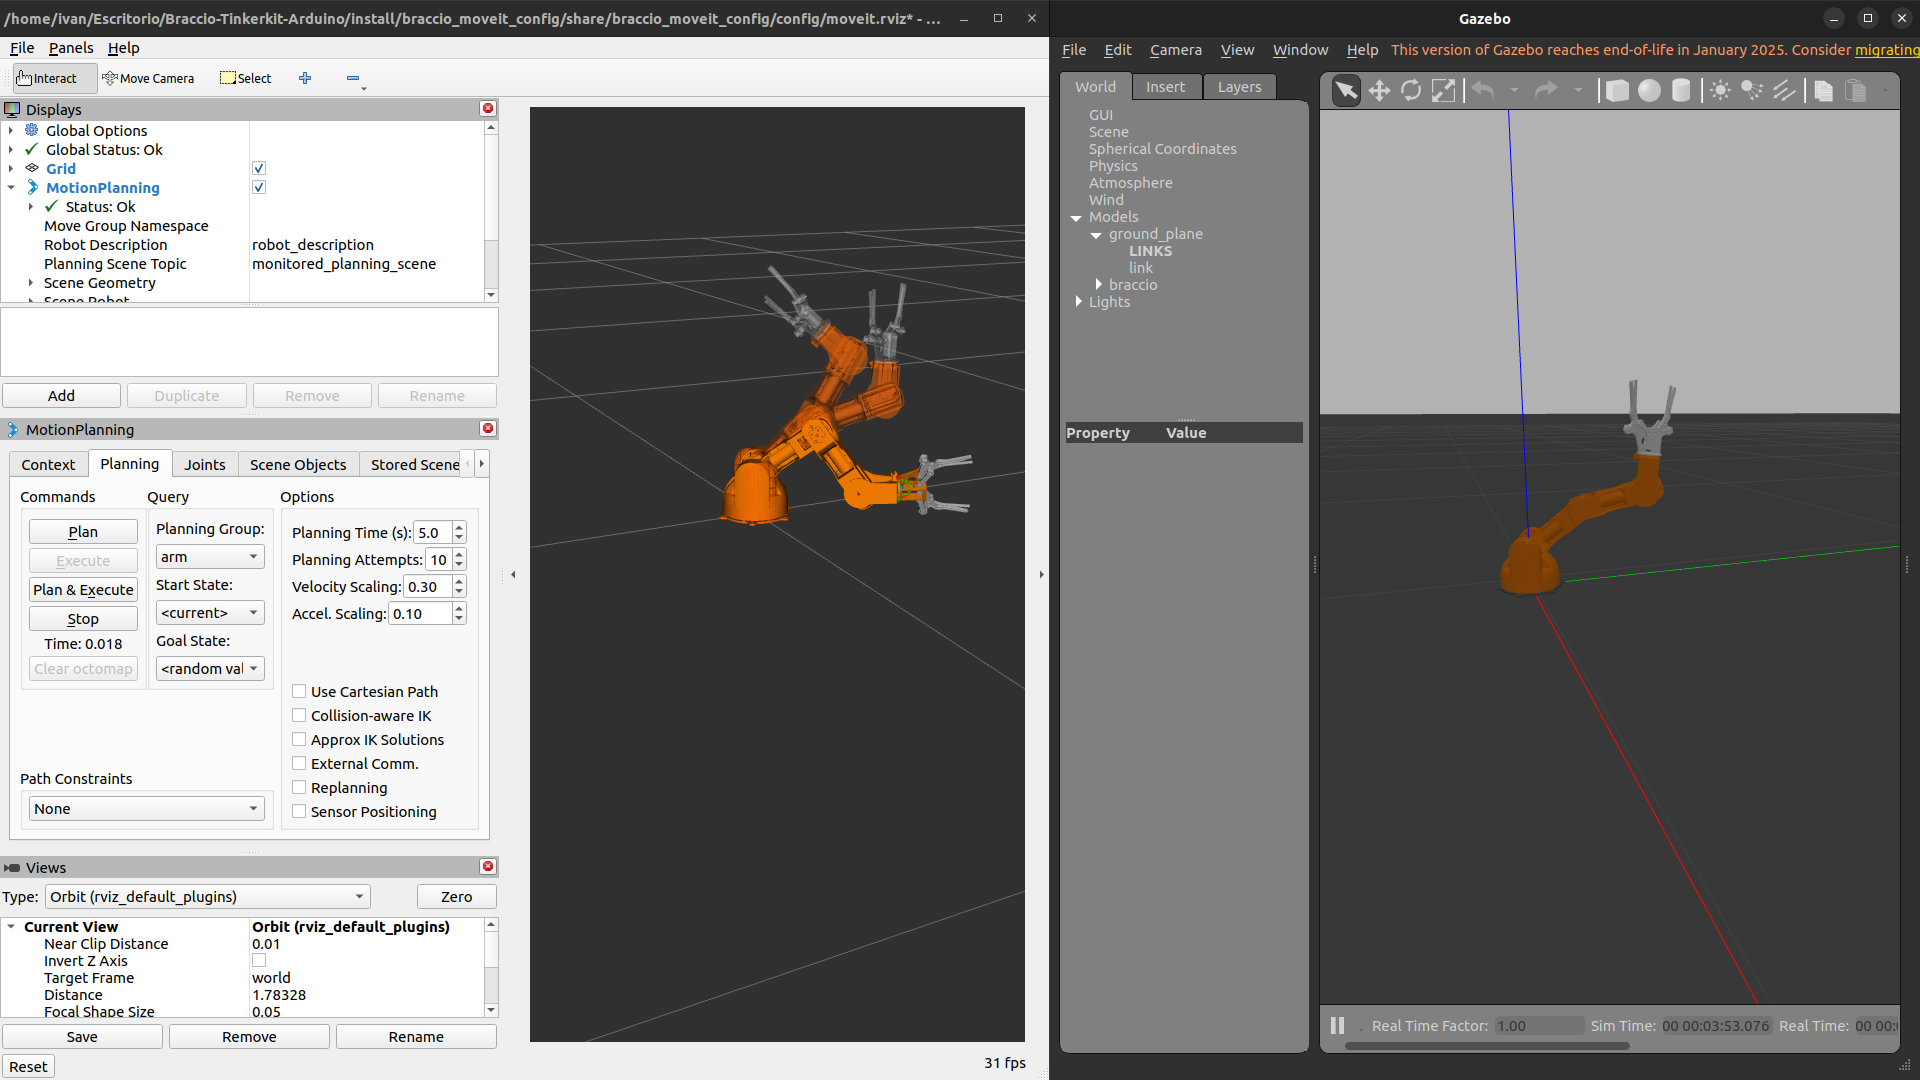 /home/ivan/Escritorio/Braccio-Tinkerkit-Arduino/install/braccio_moveit_config/share/braccio_moveit_config/config/moveit.rviz* - ...
File Panels Help
Interact Move Camera Select
Displays
Global Options
Global Status: Ok
Grid
MotionPlanning
Status: Ok
Move Group Namespace
Robot Description robot_description
Planning Scene Topic monitored_planning_scene
Scene Geometry
Scene Robot
Add Duplicate Remove Rename
MotionPlanning
Context Planning Joints Scene Objects Stored Scene
Commands Query Options
Plan
Execute
Plan & Execute
Stop
Time: 0.018
Clear octomap
Planning Group:
arm
Start State:
<current>
Goal State:
<random val
Planning Time (s): 5.0
Planning Attempts: 10
Velocity Scaling: 0.30
Accel. Scaling: 0.10
Use Cartesian Path
Collision-aware IK
Approx IK Solutions
External Comm.
Replanning
Sensor Positioning
Path Constraints
None
Views
Type: Orbit (rviz_default_plugins) Zero
Current View Orbit (rviz_default_plugins)
Near Clip Distance 0.01
Invert Z Axis
Target Frame world
Distance 1.78328
Focal Shape Size 0.05
Save Remove Rename
Reset
31 fps
Gazebo
File Edit Camera View Window Help This version of Gazebo reaches end-of-life in January 2025. Consider migrating
World Insert Layers
GUI
Scene
Spherical Coordinates
Physics
Atmosphere
Wind
Models
ground_plane
LINKS
link
braccio
Lights
Property Value
Real Time Factor: 1.00 Sim Time: 00 00:03:53.076 Real Time: 00 00: